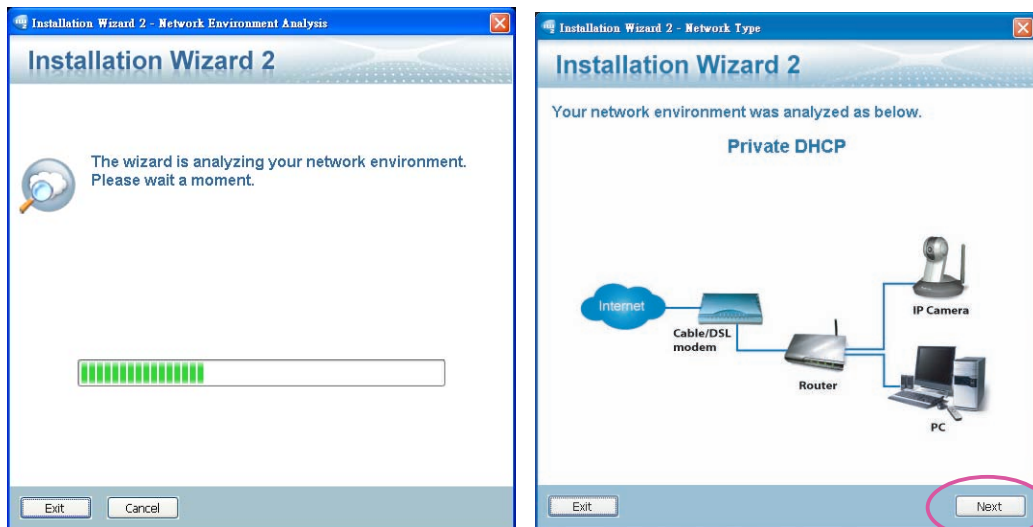 Installation Wizard 2 - Network Environment Analysis
Installation Wizard 2
The wizard is analyzing your network environment.
Please wait a moment.
Exit
Cancel
Installation Wizard 2 - Network Type
Installation Wizard 2
Your network environment was analyzed as below.
Private DHCP
Internet
Cable/DSL
modem
Router
IP Camera
PC
Exit
Next